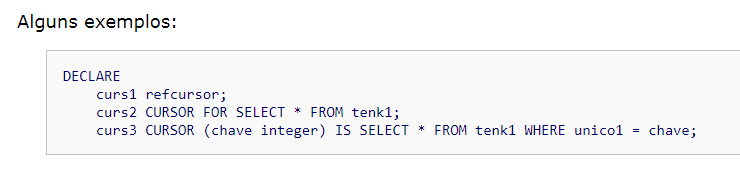 Alguns exemplos:
DECLARE
    curs1 refcursor;
    curs2 CURSOR FOR SELECT * FROM tenk1;
    curs3 CURSOR (chave integer) IS SELECT * FROM tenk1 WHERE unico1 = chave;